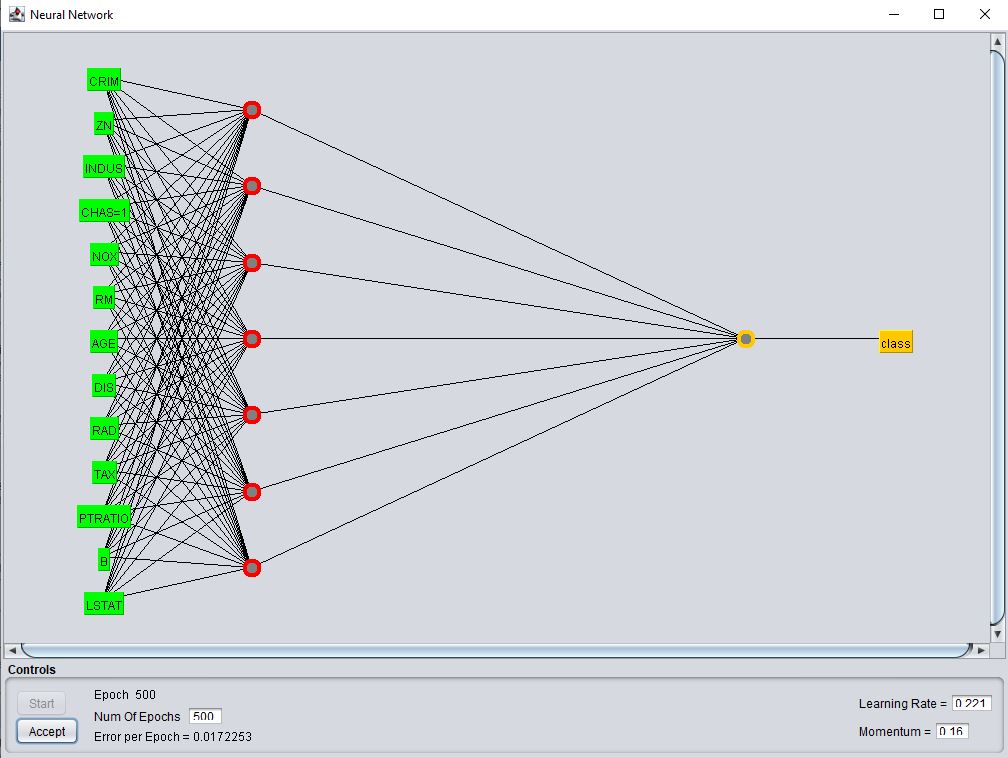 Neural Network
CRIM
ZN
INDUS
CHAS=1
NOX
RM
AGE
DIS
RAD
TAX
PTRATIO
B
LSTAT
class
Controls
Start
Accept
Epoch 500
Num Of Epochs 500
Error per Epoch = 0.0172253
Learning Rate = 0.221
Momentum = 0.16